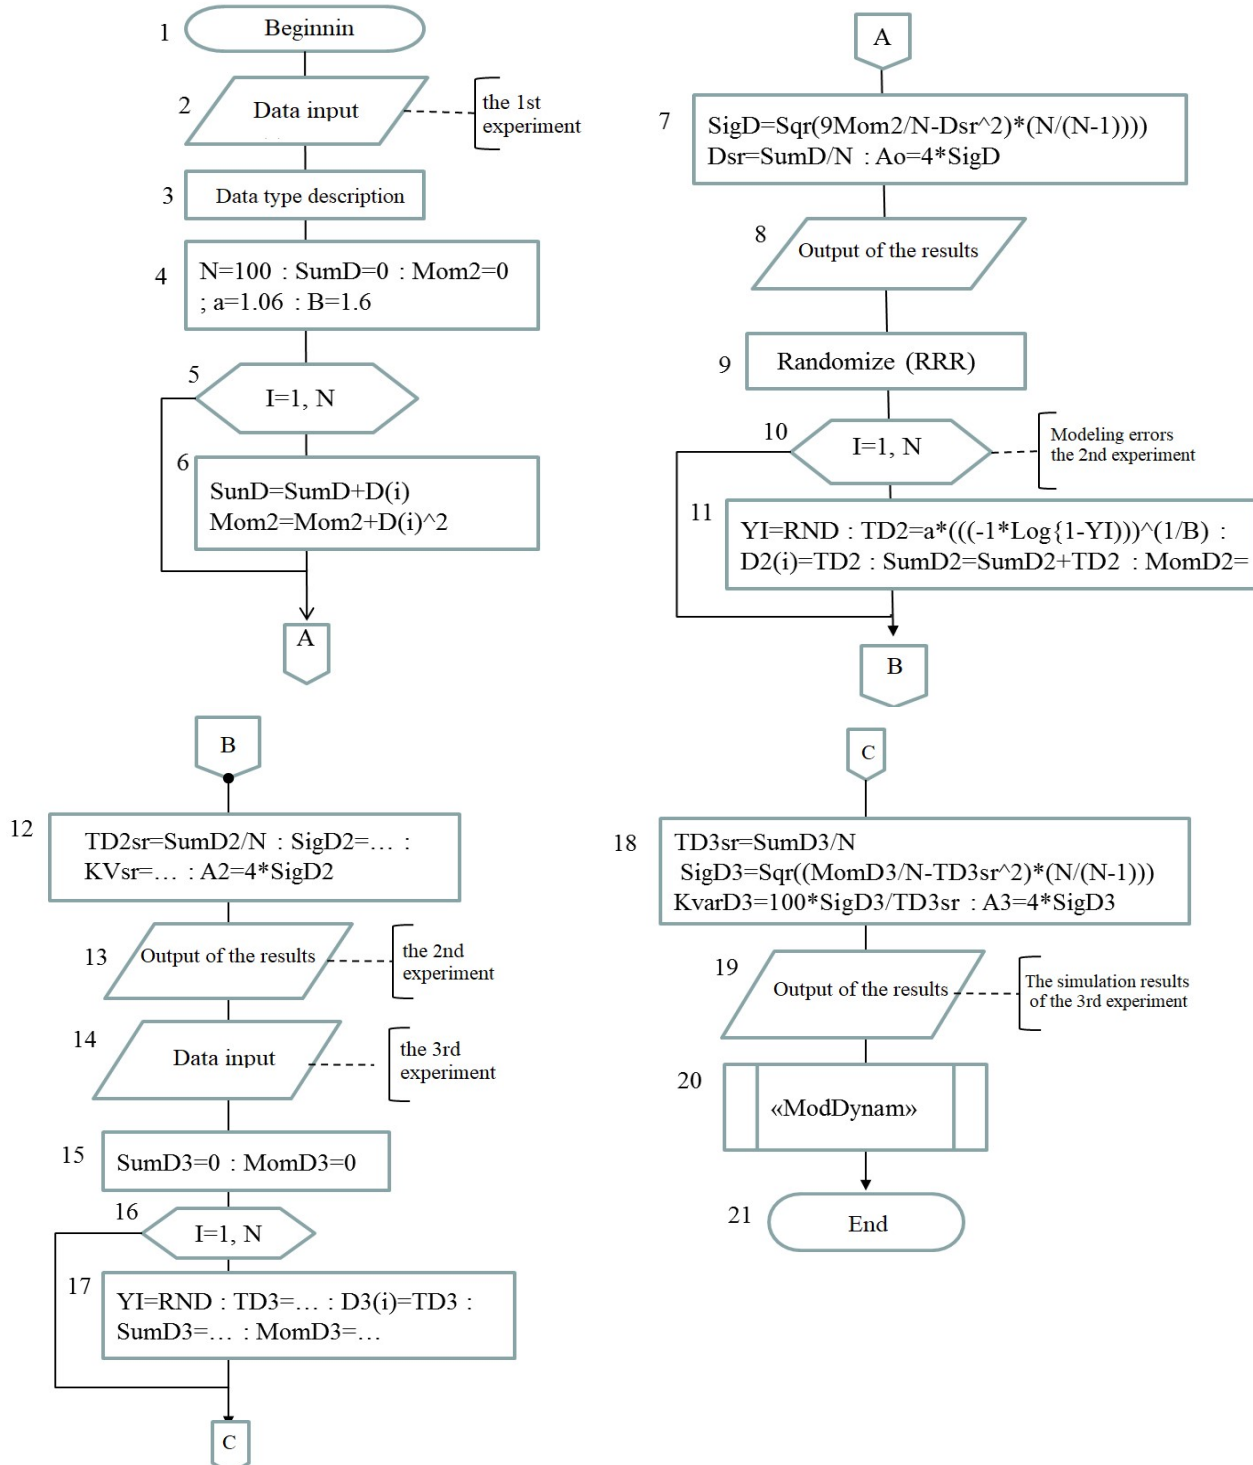 1
Beginnin
2
Data input
the 1st
experiment
3
Data type description
4
N=100 : SumD=0 : Mom2=0
; a=1.06 : B=1.6
5
I=1, N
6
SunD=SumD+D(i)
Mom2=Mom2+D(i)^2
A
A
7
SigD=Sqr(9Mom2/N-Dsr^2)*(N/(N-1))))
Dsr=SumD/N : Ao=4*SigD
8
Output of the results
9
Randomize (RRR)
10
I=1, N
Modeling errors
the 2nd experiment
11
YI=RND : TD2=a*(((-1*Log{1-YI)))^(1/B) :
D2(i)=TD2 : SumD2=SumD2+TD2 : MomD2=
B
B
12
TD2sr=SumD2/N : SigD2=... :
KVsr=... : A2=4*SigD2
13
Output of the results
the 2nd
experiment
14
Data input
the 3rd
experiment
15
SumD3=0 : MomD3=0
16
I=1, N
17
YI=RND : TD3=... : D3(i)=TD3 :
SumD3=... : MomD3=...
C
C
18
TD3sr=SumD3/N
SigD3=Sqr((MomD3/N-TD3sr^2)*(N/(N-1)))
KvarD3=100*SigD3/TD3sr : A3=4*SigD3
19
Output of the results
The simulation results
of the 3rd experiment
20
«ModDynam»
21
End